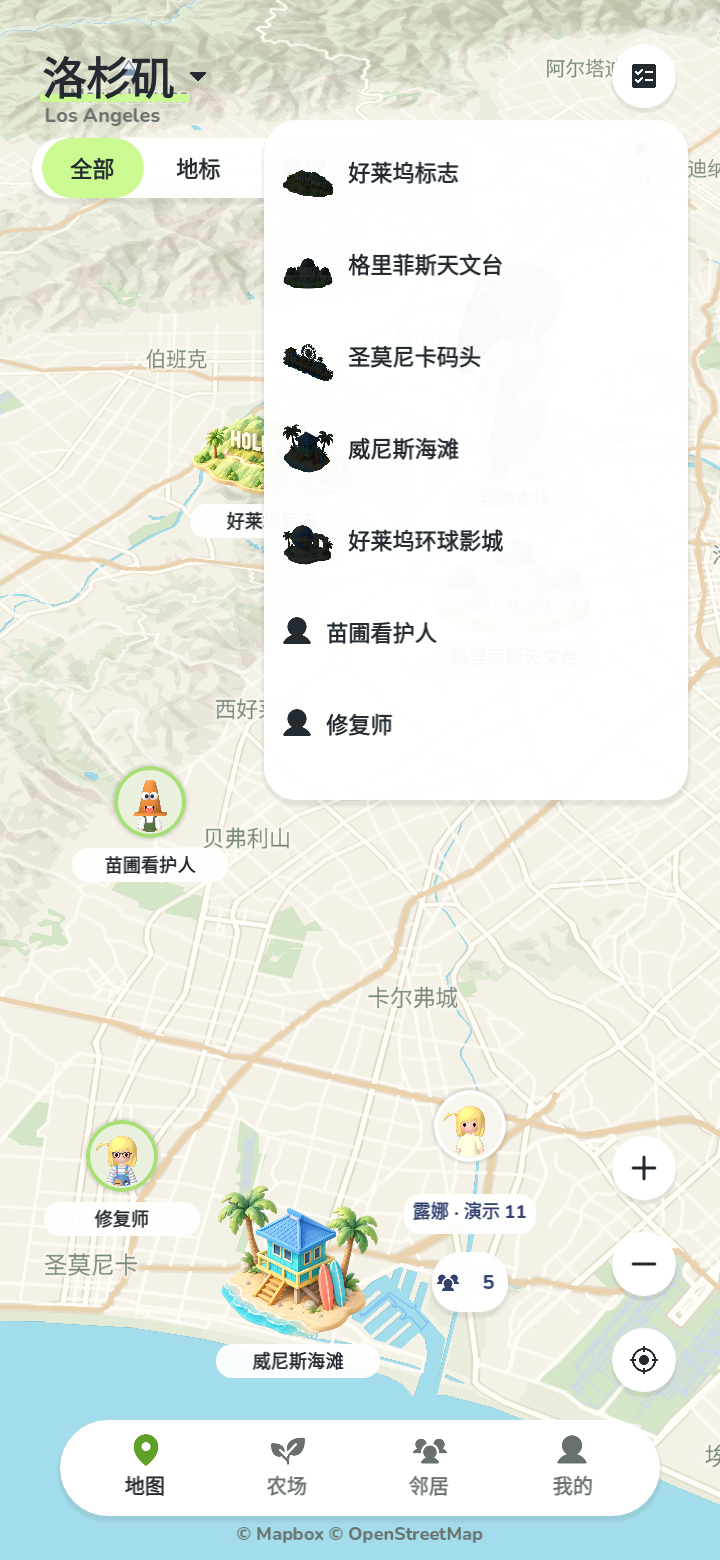 洛杉矶
Los Angeles
全部
地标
好莱坞标志
格里菲斯天文台
圣莫尼卡码头
威尼斯海滩
好莱坞环球影城
苗圃看护人
修复师
阿尔塔迪
迪纳
伯班克
HOL
好莱
我的农场
格里菲斯天文台
西好莱
贝弗利山
苗圃看护人
卡尔弗城
露娜 · 演示 11
5
修复师
圣莫尼卡
威尼斯海滩
地图
农场
邻居
我的
© Mapbox © OpenStreetMap